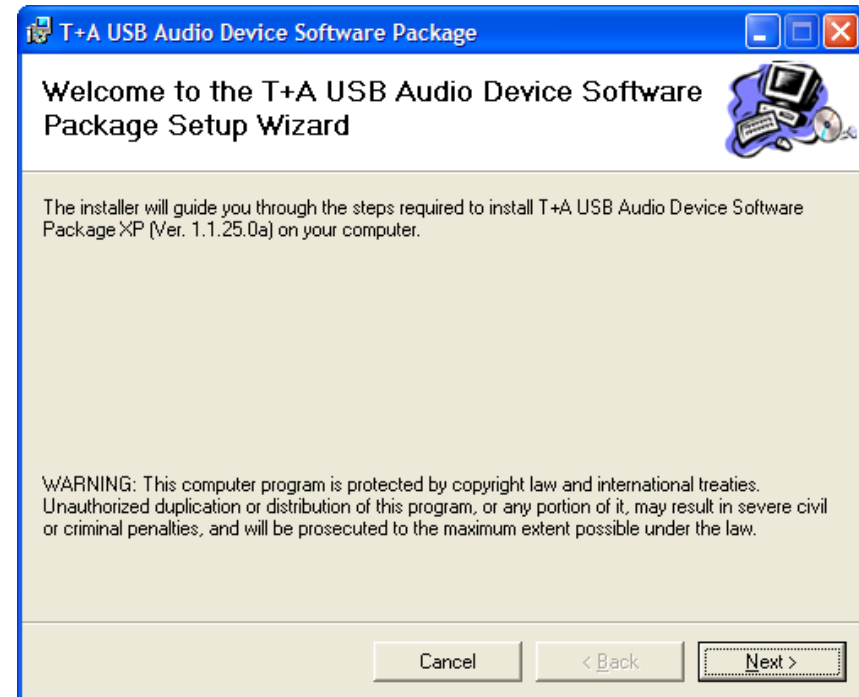 T+A USB Audio Device Software Package
Welcome to the T+A USB Audio Device Software
Package Setup Wizard
The installer will guide you through the steps required to install T+A USB Audio Device Software
Package XP (Ver. 1.1.25.0a) on your computer.
WARNING: This computer program is protected by copyright law and international treaties.
Unauthorized duplication or distribution of this program, or any portion of it, may result in severe civil
or criminal penalties, and will be prosecuted to the maximum extent possible under the law.
Cancel < Back Next >